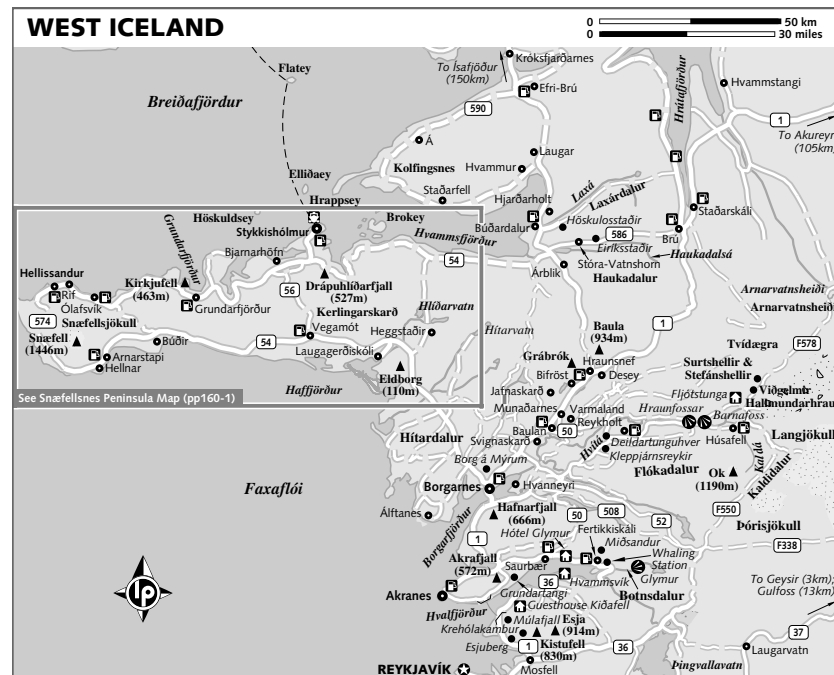 WEST ICELAND
0 50 km
0 30 miles
To Isafjöður
(150km)
Króksfjarðarnes
Flatey
Efri-Brú
Hvammstangi
Breiðafjörður
Hrútafjörður
590
1
To Akureyri
(105km)
Á
Laugar
Kolfingsnes
Hvammur
Elliðaey
Laxá
Laxárdalur
Staðarfell
Hjarðarholt
Hrappsey
Höskuldsey
Brokey
Staðarskáli
Stykkishólmur
Búðardalur
Höskulosstaðir
Grundarfjörður
Hvammsfjörður
586
Brú
Bjarnarhöfn
Eiríksstaðir
54
Stóra-Vatnshorn
Haukadalsá
Hellissandur
Kirkjufell
(463m)
Drápuhlíðarfjall
(527m)
Árblik
Haukadalur
Rif
Ólafsvík
Grundarfjörður
56
Kerlingarskarð
Hlíðarvatn
Arnarvatnsheiði
Arnarvatnsheiði
574
Snæfellsjökull
Vegamót
Heggstaðir
Hítarvatn
Baula
(934m)
1
Snæfell
(1446m)
Búðir
54
Tvídægra
F578
Arnarstapi
Laugagerðiskóli
Grábrók
Hraunsnef
Surtshellir &
Stefánshellir
Hellnar
Eldborg
(110m)
Bifröst
Desey
Haffjörður
Jafnaskarð
Fljótstunga
Viðgelmir
Hallmundarhraun
See Snæfellsnes Peninsula Map (pp160-1)
Munaðarnes
Varmaland
Hraunfossar
Barnafoss
Reykholt
Baulan
50
Hítardalur
Svignaskarð
Hvítá
Deildartunguhver
Húsafell
Langjökull
Kleppjárnsreykir
Kaldá
Borg á Mýrum
Flókadalur
Ok
(1190m)
Kaldidalur
Faxaflói
Borgarnes
Hvanneyri
Álftanes
Hafnarfjall
(666m)
F550
50
508
52
Þórisjökull
Borgarfjörður
Hótel Glymur
Fertikkiskáli
Miðsandur
1
F338
Akrafjall
(572m)
Saurbær
Whaling
Station
Hvammsvík
Glymur
36
Akranes
Grundartangi
Botnsdalur
To Geysir (3km);
Gulfoss (13km)
Hvalfjörður
Guesthouse Kiðafell
Múlafjall
Esja
(914m)
Krehólakambur
37
Esjuberg
1
Kistufell
(830m)
36
Laugarvatn
REYKJAVÍK
Mosfell
Þingvallavatn
lp